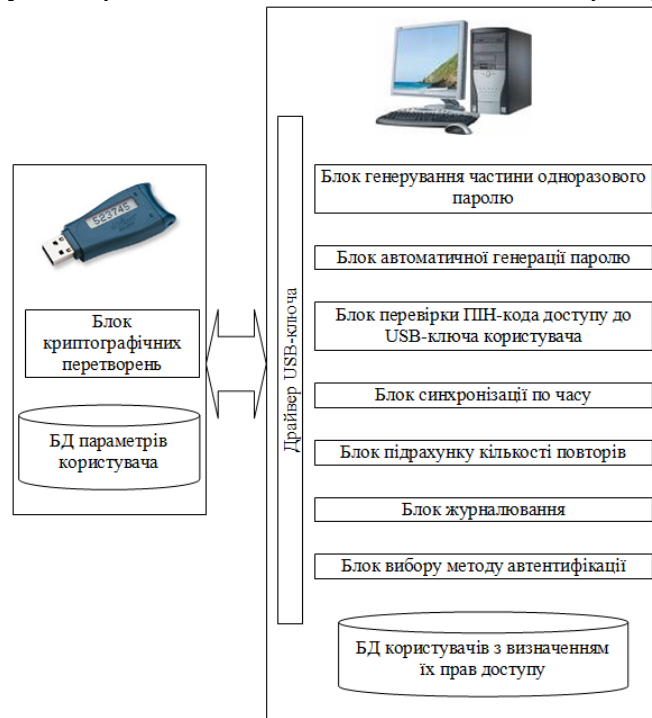 523745
Блок
криптографічних
перетворень
БД параметрів
користувача
Драйвер USB-ключа
Блок генерування частини одноразового
паролю
Блок автоматичної генерації паролю
Блок перевірки ПІН-кода доступу до
USB-ключа користувача
Блок синхронізації по часу
Блок підрахунку кількості повторів
Блок журналювання
Блок вибору методу автентифікації
БД користувачів з визначенням
їх прав доступу